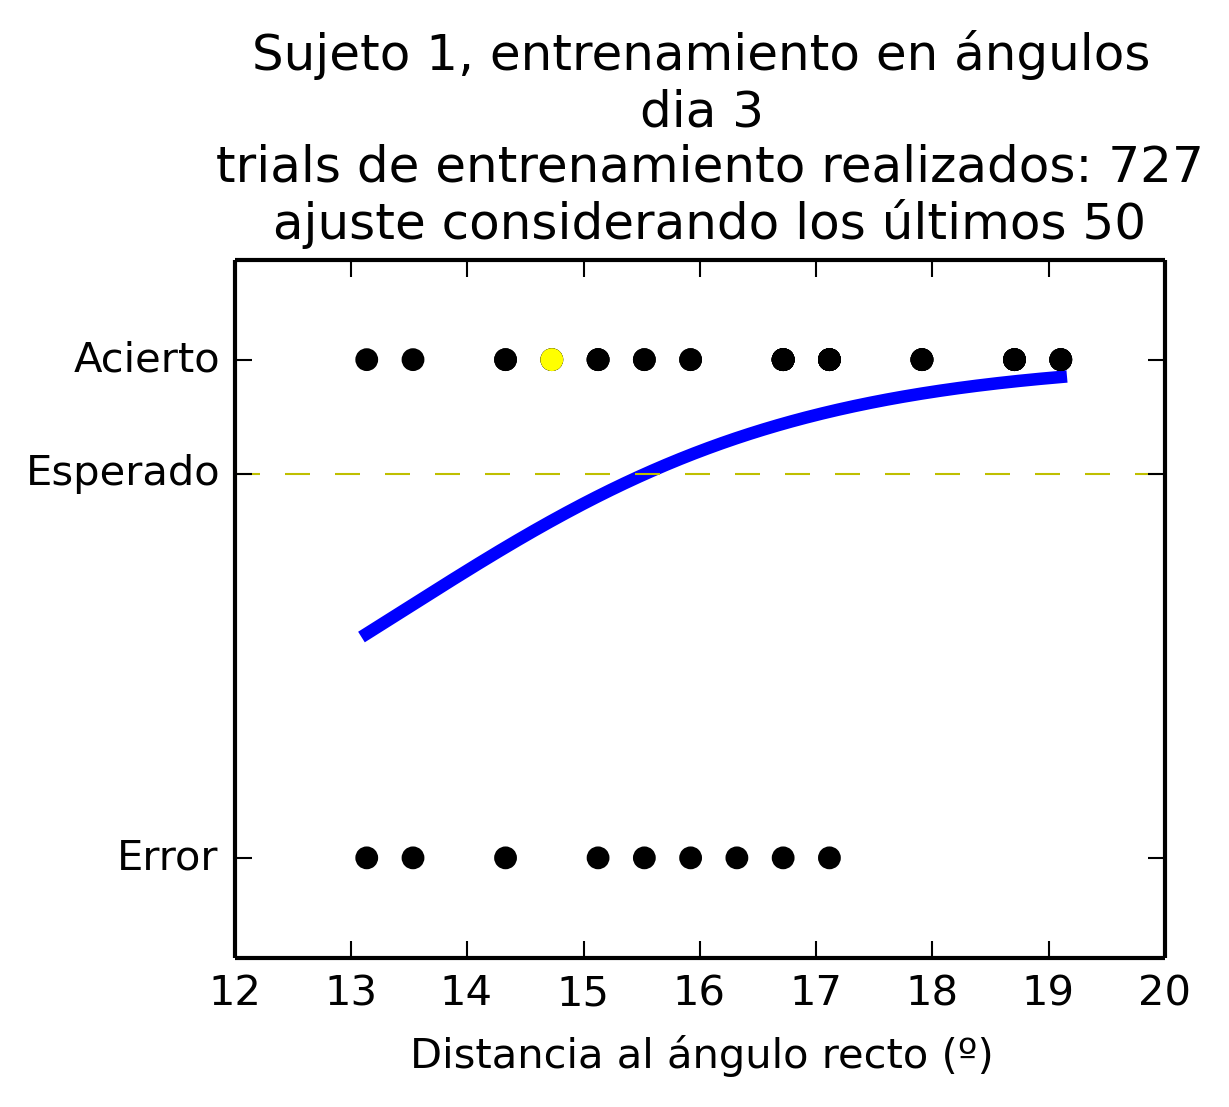 Sujeto 1, entrenamiento en ángulos
dia 3
trials de entrenamiento realizados: 727
ajuste considerando los últimos 50
Acierto
Esperado
Error
12 13 14 15 16 17 18 19 20
Distancia al ángulo recto (º)